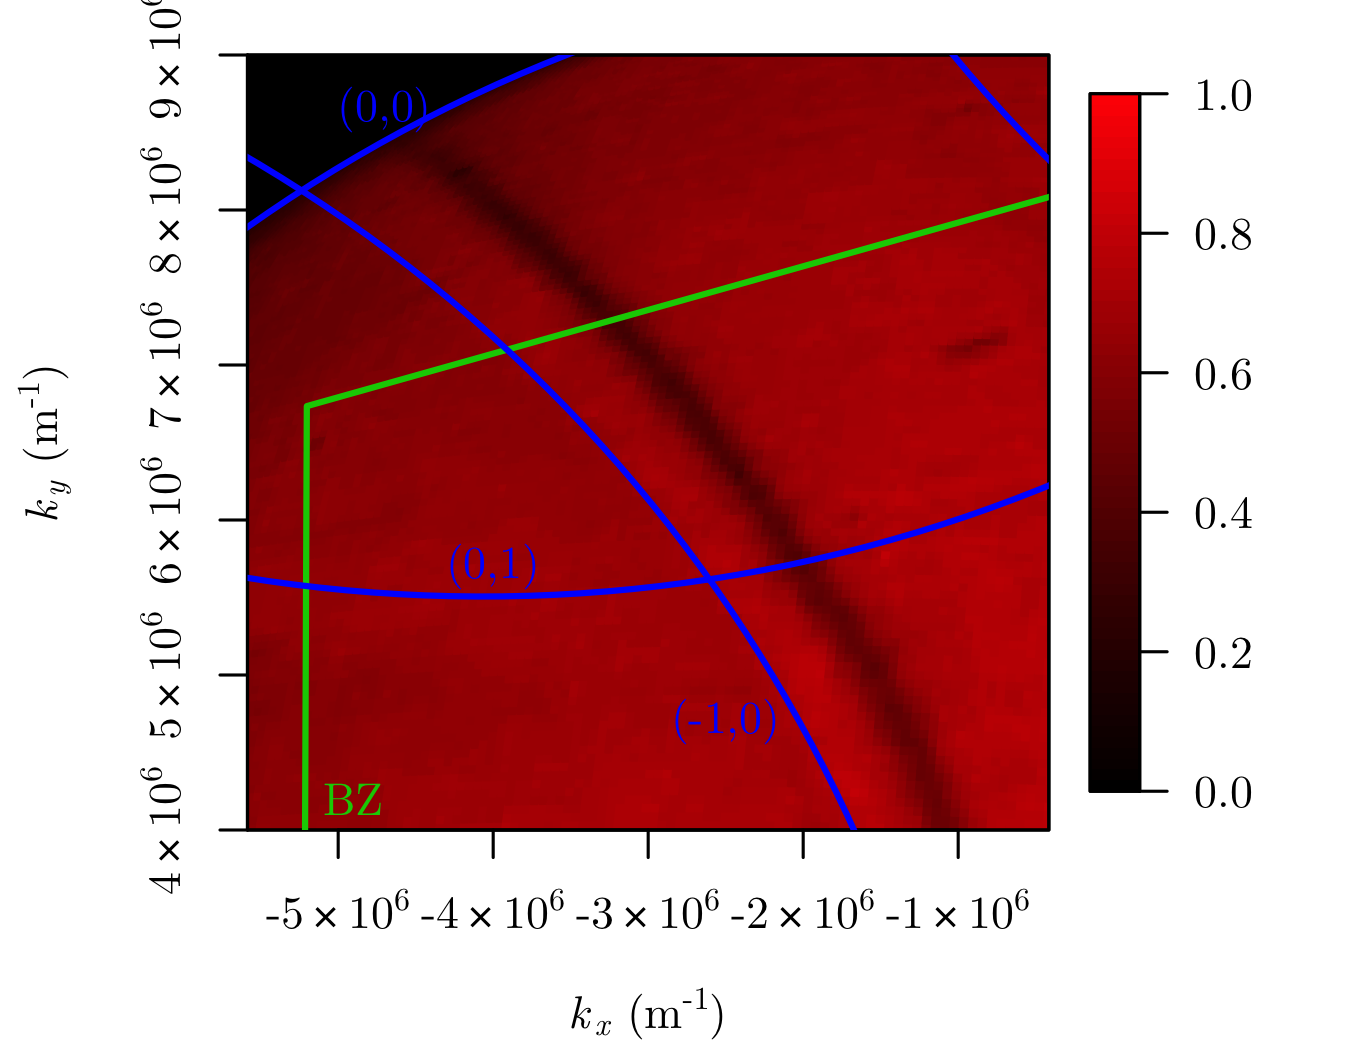 9 × 10⁶
8 × 10⁶
7 × 10⁶
6 × 10⁶
5 × 10⁶
4 × 10⁶
k_y (m⁻¹)
(0,0)
(0,1)
(-1,0)
BZ
1.0
0.8
0.6
0.4
0.2
0.0
-5 × 10⁶ -4 × 10⁶ -3 × 10⁶ -2 × 10⁶ -1 × 10⁶
k_x (m⁻¹)